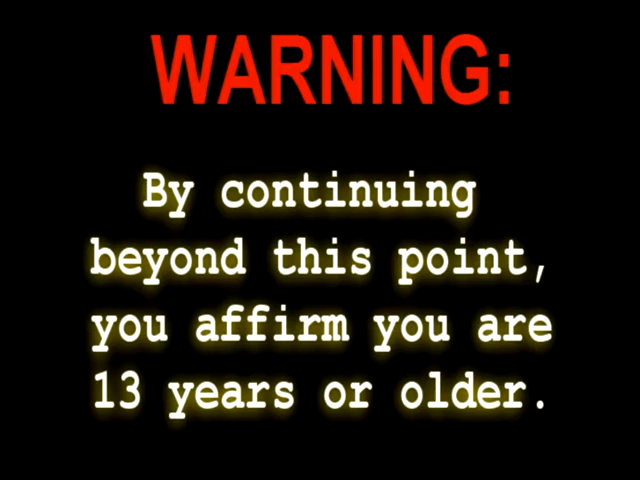 WARNING:
By continuing
beyond this point,
you affirm you are
13 years or older.